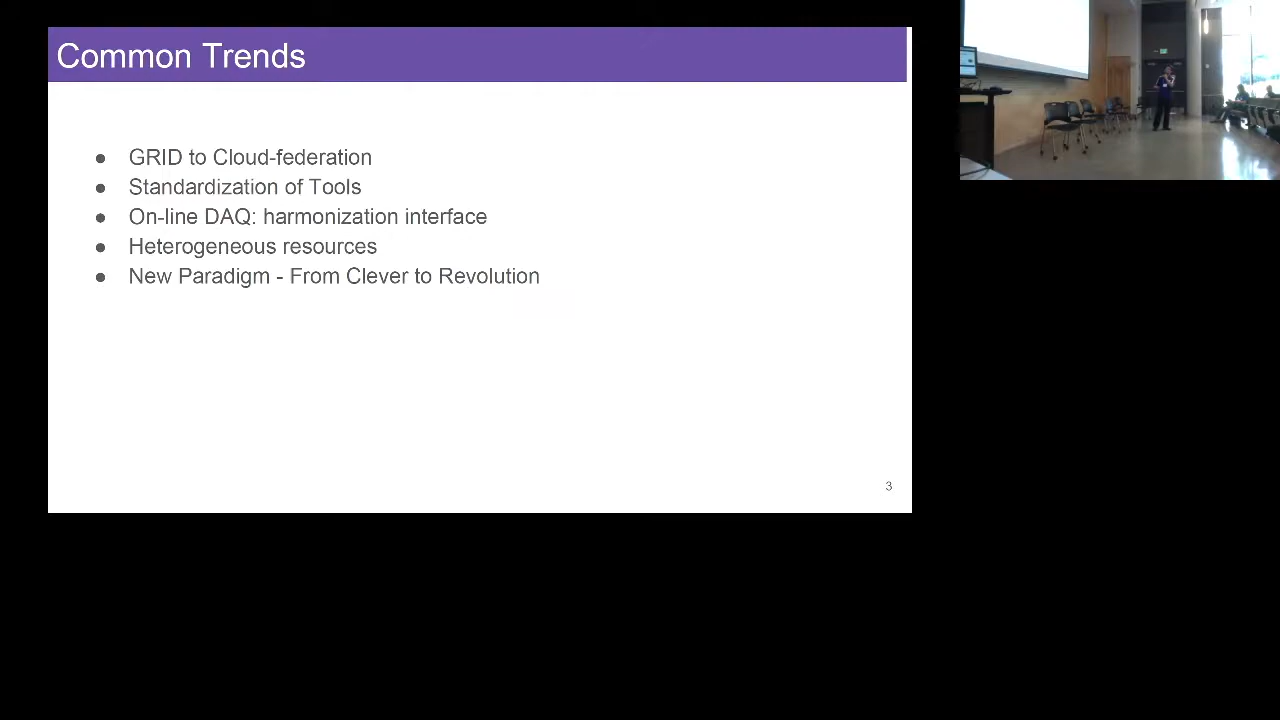 Common Trends
● GRID to Cloud-federation
● Standardization of Tools
● On-line DAQ: harmonization interface
● Heterogeneous resources
● New Paradigm - From Clever to Revolution
3